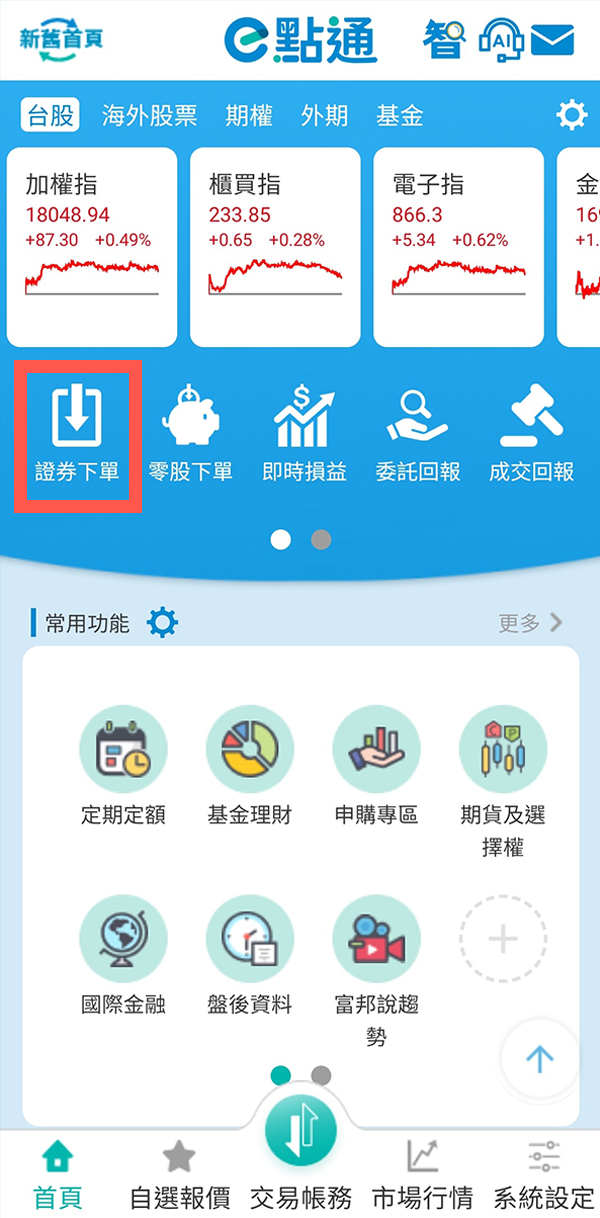 新舊首頁
e點通
智
AI
台股 海外股票 期權 外期 基金
加權指 櫃買指 電子指 金
18048.94 233.85 866.3 169
+87.30 +0.49% +0.65 +0.28% +5.34 +0.62% +1.
證券下單 零股下單 即時損益 委託回報 成交回報
常用功能 更多
C P
定期定額 基金理財 申購專區 期貨及選
擇權
國際金融 盤後資料 富邦說趨
勢
首頁 自選報價 交易帳務 市場行情 系統設定